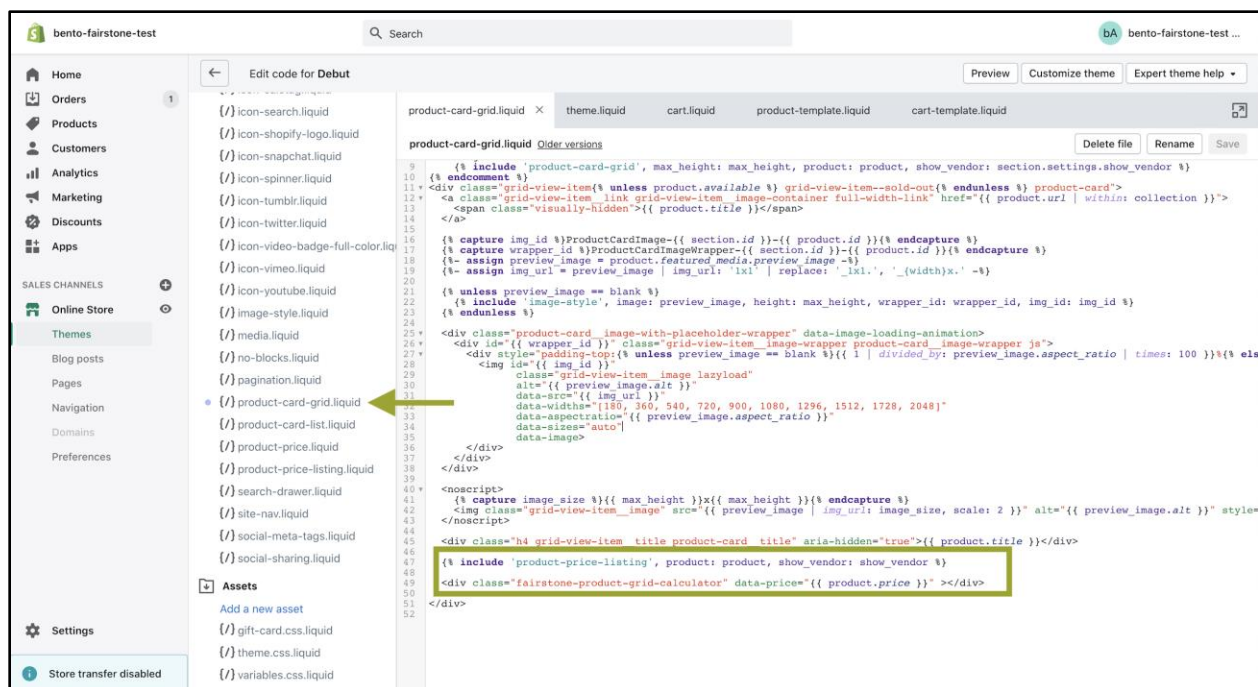 bento-fairstone-test
Search
bA bento-fairstone-test ...
Home
Orders 1
Products
Customers
Analytics
Marketing
Discounts
Apps
SALES CHANNELS
Online Store
Themes
Blog posts
Pages
Navigation
Domains
Preferences
Settings
Store transfer disabled
Edit code for Debut
Preview Customize theme Expert theme help
{/} icon-search.liquid
{/} icon-shopify-logo.liquid
{/} icon-snapchat.liquid
{/} icon-spinner.liquid
{/} icon-tumblr.liquid
{/} icon-twitter.liquid
{/} icon-video-badge-full-color.liq
{/} icon-vimeo.liquid
{/} icon-youtube.liquid
{/} image-style.liquid
{/} media.liquid
{/} no-blocks.liquid
{/} pagination.liquid
{/} product-card-grid.liquid
{/} product-card-list.liquid
{/} product-price.liquid
{/} product-price-listing.liquid
{/} search-drawer.liquid
{/} site-nav.liquid
{/} social-meta-tags.liquid
{/} social-sharing.liquid
Assets
Add a new asset
{/} gift-card.css.liquid
{/} theme.css.liquid
{/} variables.css.liquid
product-card-grid.liquid × theme.liquid cart.liquid product-template.liquid cart-template.liquid
product-card-grid.liquid Older versions Delete file Rename Save
9 {% include 'product-card-grid', max_height: max_height, product: product, show_vendor: section.settings.show_vendor %}
10 {% endcomment %}
11 <div class="grid-view-item{% unless product.available %} grid-view-item--sold-out{% endunless %} product-card">
12 <a class="grid-view-item__link grid-view-item__image-container full-width-link" href="{{ product.url | within: collection }}">
13 <span class="visually-hidden">{{ product.title }}</span>
14 </a>
15
16 {% capture img_id %}ProductCardImage-{{ section.id }}-{{ product.id }}{% endcapture %}
17 {% capture wrapper_id %}ProductCardImageWrapper-{{ section.id }}-{{ product.id }}{% endcapture %}
18 {%- assign preview_image = product.featured_media.preview_image -%}
19 {%- assign img_url = preview_image | img_url: '1x1' | replace: '_1x1.', '_{width}x.' -%}
20
21 {% unless preview_image == blank %}
22 {% include 'image-style', image: preview_image, height: max_height, wrapper_id: wrapper_id, img_id: img_id %}
23 {% endunless %}
24
25 <div class="product-card__image-with-placeholder-wrapper" data-image-loading-animation>
26 <div id="{{ wrapper_id }}" class="grid-view-item__image-wrapper product-card__image-wrapper js">
27 <div style="padding-top:{% unless preview_image == blank %}{{ 1 | divided_by: preview_image.aspect_ratio | times: 100 }}%{% els
28 <img id="{{ img_id }}"
29 class="grid-view-item__image lazyload"
30 alt="{{ preview_image.alt }}"
31 data-src="{{ img_url }}"
32 data-widths="[180, 360, 540, 720, 900, 1080, 1296, 1512, 1728, 2048]"
33 data-aspectratio="{{ preview_image.aspect_ratio }}"
34 data-sizes="auto"
35 data-image>
36 </div>
37 </div>
38 </div>
39
40 <noscript>
41 {% capture image_size %}{{ max_height }}x{{ max_height }}{% endcapture %}
42 <img class="grid-view-item__image" src="{{ preview_image | img_url: image_size, scale: 2 }}" alt="{{ preview_image.alt }}" style=
43 </noscript>
44
45 <div class="h4 grid-view-item__title product-card__title" aria-hidden="true">{{ product.title }}</div>
46
47 {% include 'product-price-listing', product: product, show_vendor: show_vendor %}
48
49 <div class="fairstone-product-grid-calculator" data-price="{{ product.price }}" ></div>
50
51 </div>
52